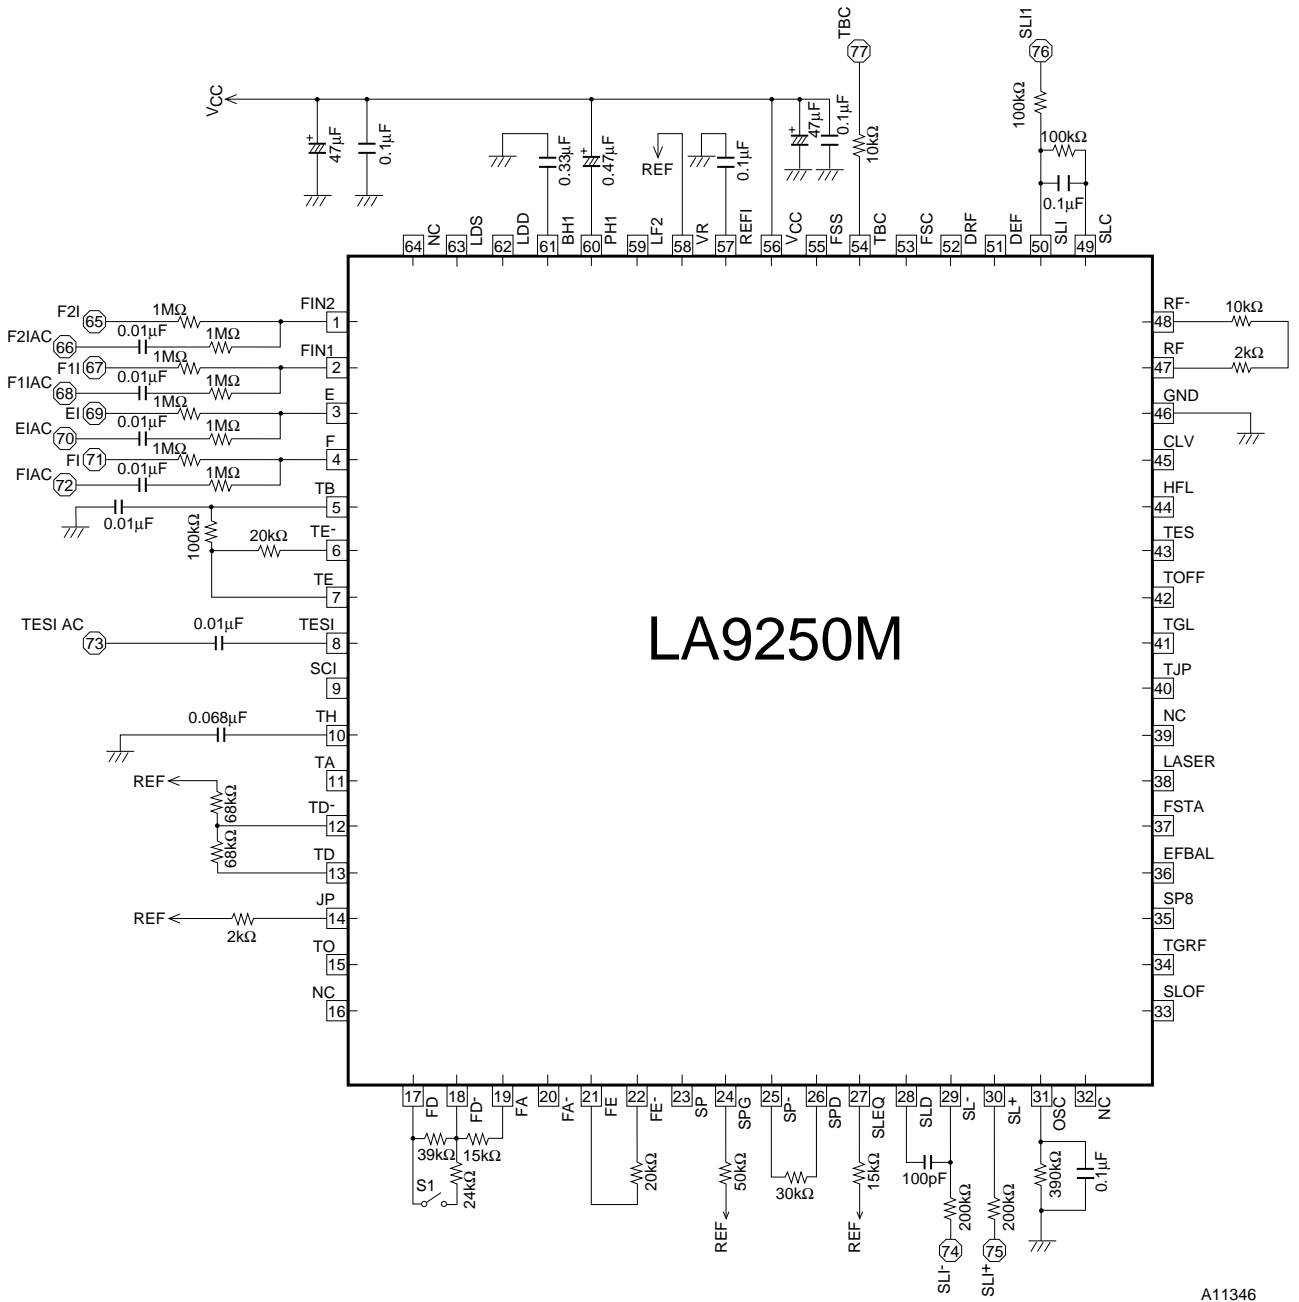 TBC
77
SLI1
76
VCC
47µF
0.1µF
0.33µF
0.47µF
REF
0.1µF
47µF
0.1µF
10kΩ
100kΩ
100kΩ
0.1µF
64 NC
63 LDS
62 LDD
61 BH1
60 PH1
59 LF2
58 VR
57 REFI
56 VCC
55 FSS
54 TBC
53 FSC
52 DRF
51 DEF
50 SLI
49 SLC
F2I 65 1MΩ FIN2 1
F2IAC 66 0.01µF 1MΩ
F1I 67 1MΩ FIN1 2
F1IAC 68 0.01µF 1MΩ
EI 69 1MΩ E 3
EIAC 70 0.01µF 1MΩ
FI 71 1MΩ F 4
FIAC 72 0.01µF 1MΩ
0.01µF TB 5
100kΩ 20kΩ TE- 6
TE 7
TESI AC 73 0.01µF TESI 8
SCI 9
0.068µF TH 10
REF TA 11
68kΩ TD- 12
68kΩ TD 13
REF 2kΩ JP 14
TO 15
NC 16
LA9250M
RF- 48 10kΩ
RF 47 2kΩ
GND 46
CLV 45
HFL 44
TES 43
TOFF 42
TGL 41
TJP 40
NC 39
LASER 38
FSTA 37
EFBAL 36
SP8 35
TGRF 34
SLOF 33
17 FD
18 FD-
19 FA
20 FA-
21 FE
22 FE-
23 SP
24 SPG
25 SP-
26 SPD
27 SLEQ
28 SLD
29 SL-
30 SL+
31 OSC
32 NC
39kΩ
15kΩ
S1
24kΩ
20kΩ
50kΩ
REF
30kΩ
15kΩ
REF
100pF
200kΩ
74
SLI-
200kΩ
75
SLI+
390kΩ
0.1µF
A11346